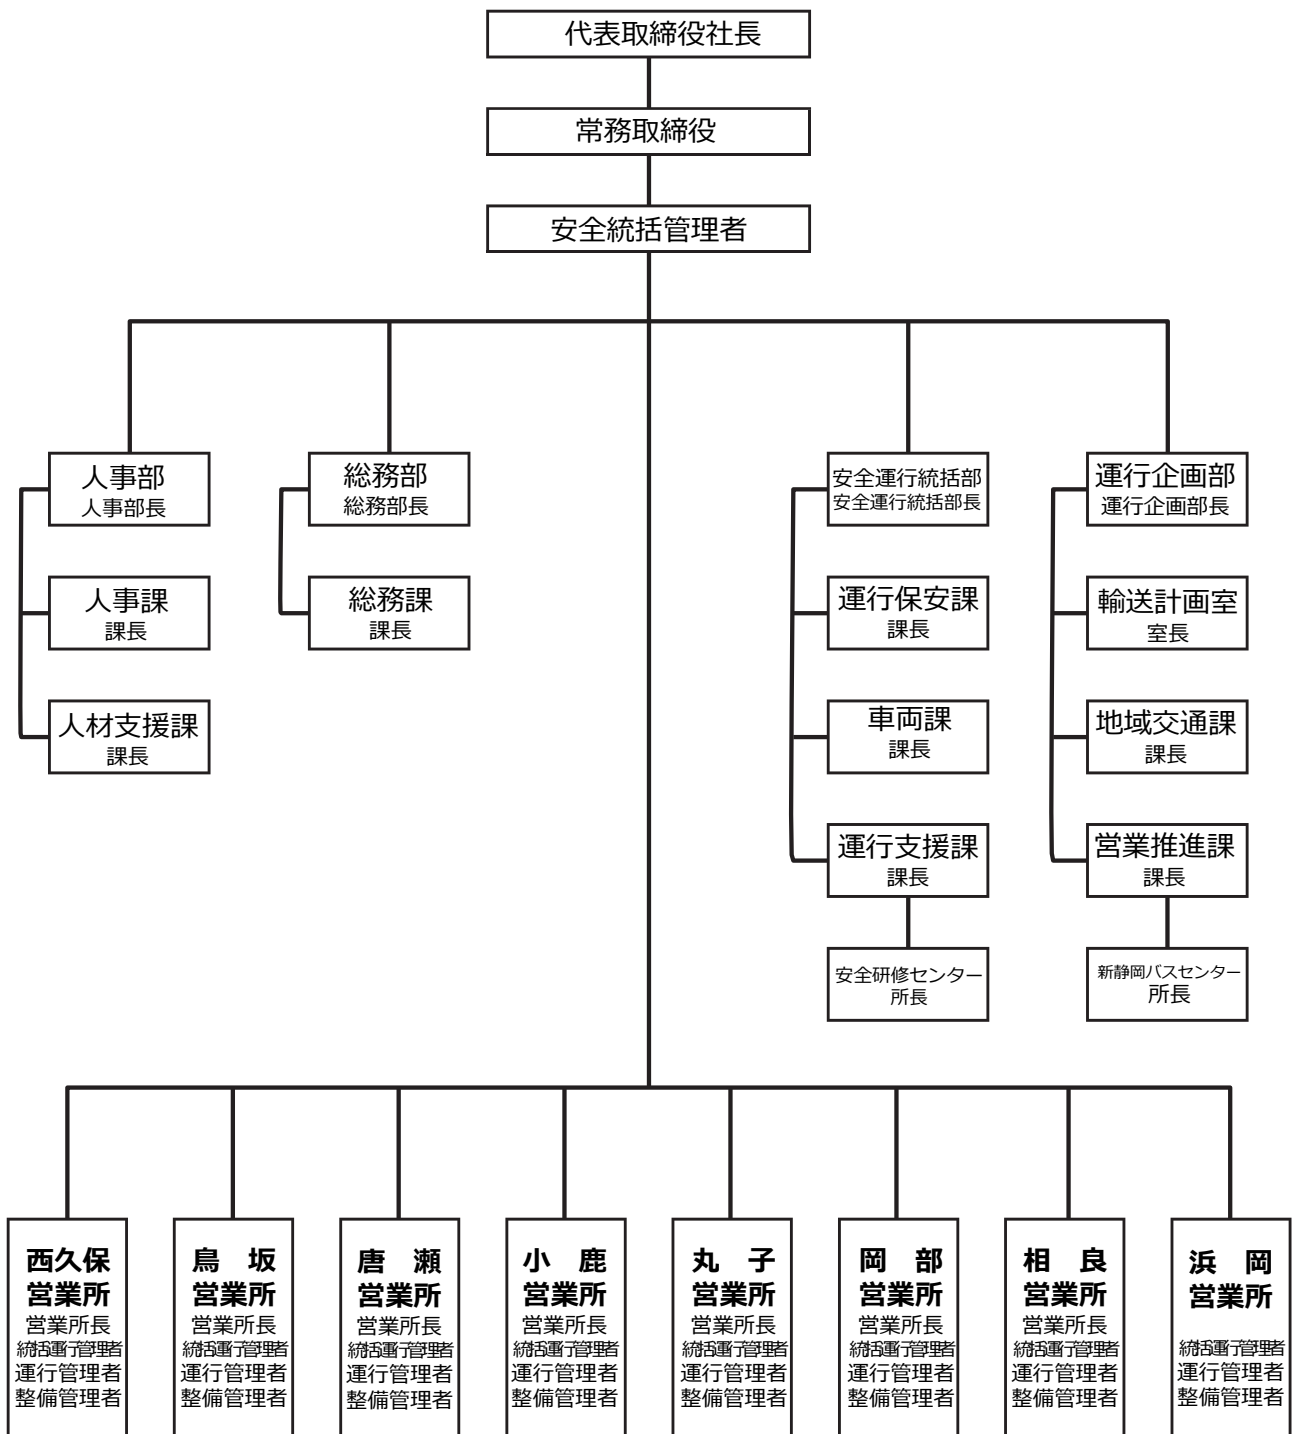 代表取締役社長
常務取締役
安全統括管理者
人事部
人事部長
人事課
課長
人材支援課
課長
総務部
総務部長
総務課
課長
安全運行統括部
安全運行統括部長
運行保安課
課長
車両課
課長
運行支援課
課長
安全研修センター
所長
運行企画部
運行企画部長
輸送計画室
室長
地域交通課
課長
営業推進課
課長
新静岡バスセンター
所長
西久保
営業所
営業所長
統括運行管理者
運行管理者
整備管理者
鳥　坂
営業所
営業所長
統括運行管理者
運行管理者
整備管理者
唐　瀬
営業所
営業所長
統括運行管理者
運行管理者
整備管理者
小　鹿
営業所
営業所長
統括運行管理者
運行管理者
整備管理者
丸　子
営業所
営業所長
統括運行管理者
運行管理者
整備管理者
岡　部
営業所
営業所長
統括運行管理者
運行管理者
整備管理者
相　良
営業所
営業所長
統括運行管理者
運行管理者
整備管理者
浜　岡
営業所
統括運行管理者
運行管理者
整備管理者